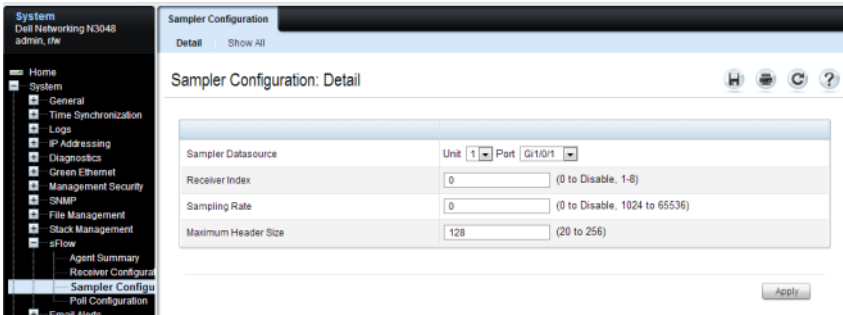 System
Dell Networking N3048
admin, r/w
Home
System
General
Time Synchronization
Logs
IP Addressing
Diagnostics
Green Ethernet
Management Security
SNMP
File Management
Stack Management
sFlow
Agent Summary
Receiver Configurat
Sampler Configu
Poll Configuration
Email Alerts
Sampler Configuration
Detail Show All
Sampler Configuration: Detail
?
Sampler Datasource Unit 1 Port Gi1/0/1
Receiver Index 0 (0 to Disable, 1-8)
Sampling Rate 0 (0 to Disable, 1024 to 65536)
Maximum Header Size 128 (20 to 256)
Apply